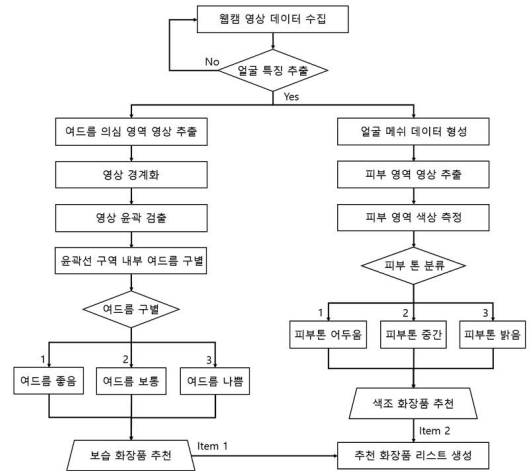 웹캠 영상 데이터 수집
No
얼굴 특징 추출
Yes
여드름 의심 영역 영상 추출
얼굴 메쉬 데이터 형성
영상 경계화
피부 영역 영상 추출
영상 윤곽 검출
피부 영역 색상 측정
윤곽선 구역 내부 여드름 구별
피부 톤 분류
여드름 구별
1
2
3
피부톤 어두움
피부톤 중간
피부톤 밝음
1
2
3
여드름 좋음
여드름 보통
여드름 나쁨
색조 화장품 추천
Item 2
보습 화장품 추천
Item 1
추천 화장품 리스트 생성